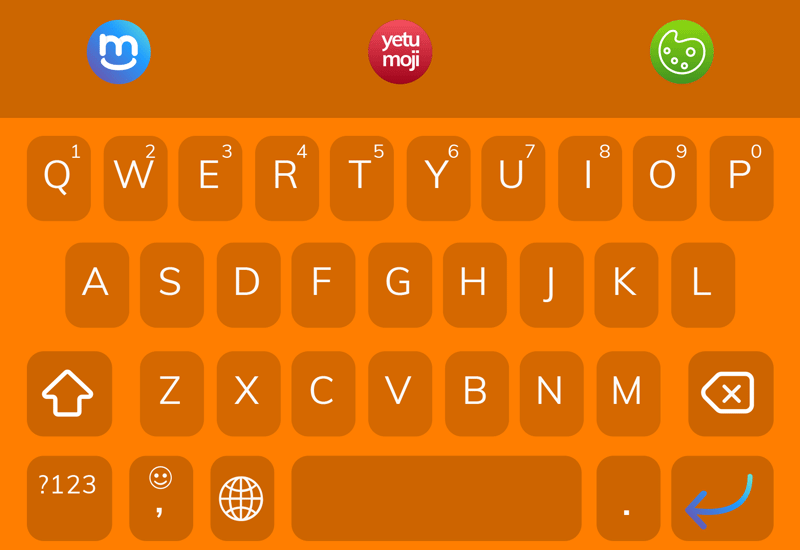 m
yetu
moji
Q 1 W 2 E 3 R 4 T 5 Y 6 U 7 I 8 O 9 P 0
A S D F G H J K L
Z X C V B N M
?123 , .